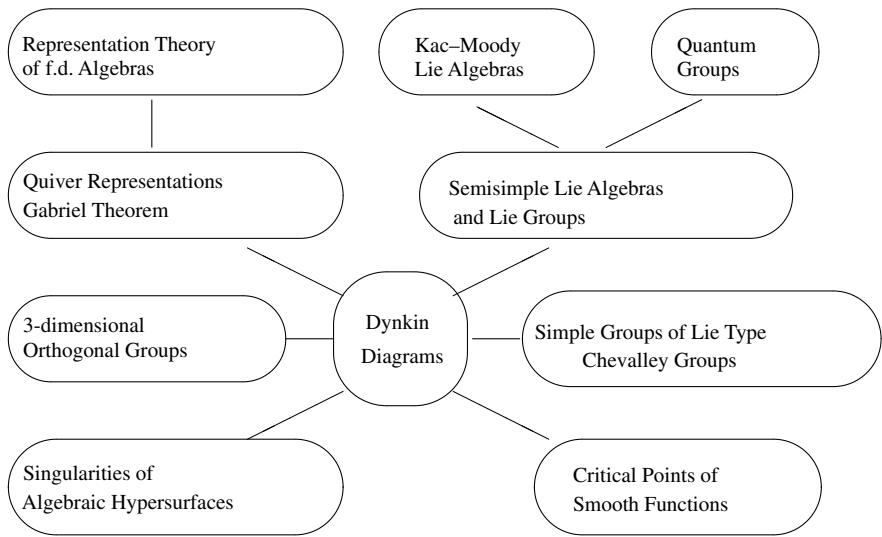 Representation Theory
of f.d. Algebras
Kac–Moody
Lie Algebras
Quantum
Groups
Quiver Representations
Gabriel Theorem
Semisimple Lie Algebras
and Lie Groups
3-dimensional
Orthogonal Groups
Dynkin
Diagrams
Simple Groups of Lie Type
Chevalley Groups
Singularities of
Algebraic Hypersurfaces
Critical Points of
Smooth Functions